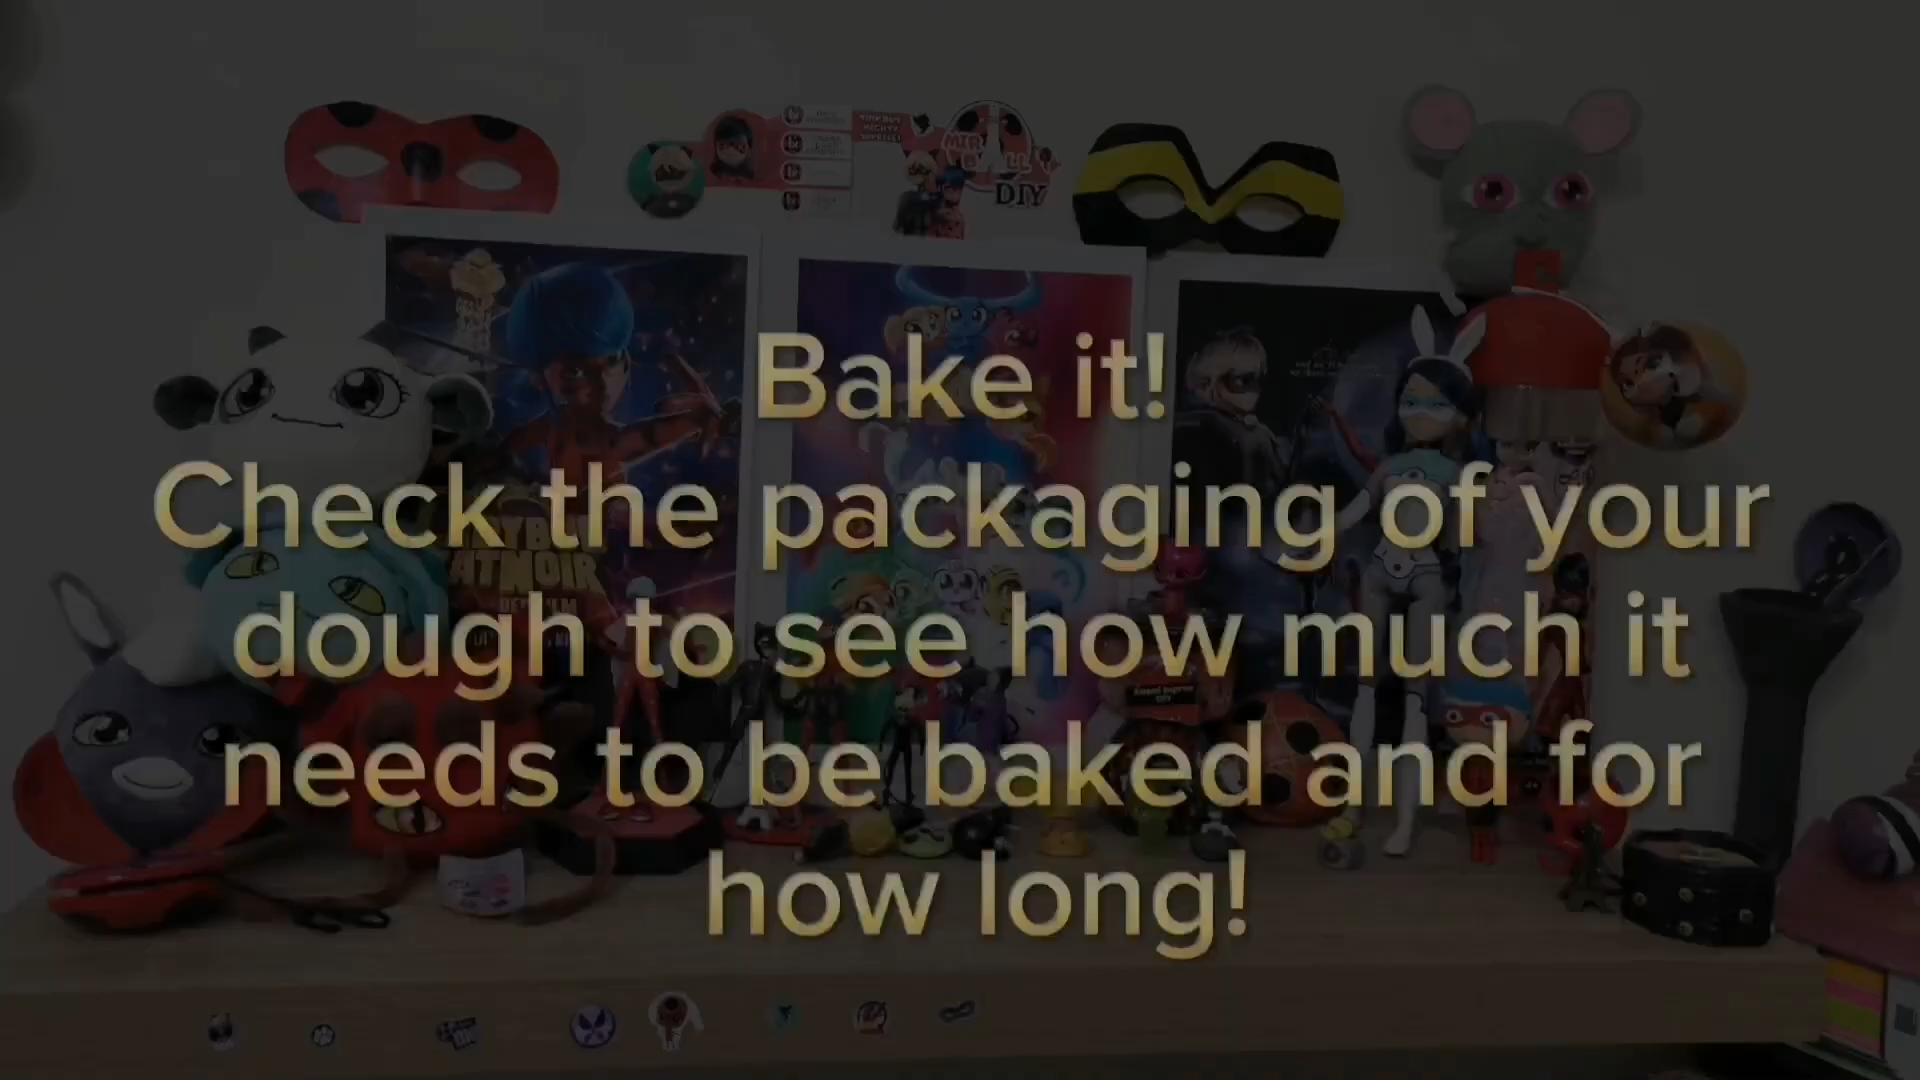 DIY
Bake it!
Check the packaging of your
dough to see how much it
needs to be baked and for
how long!